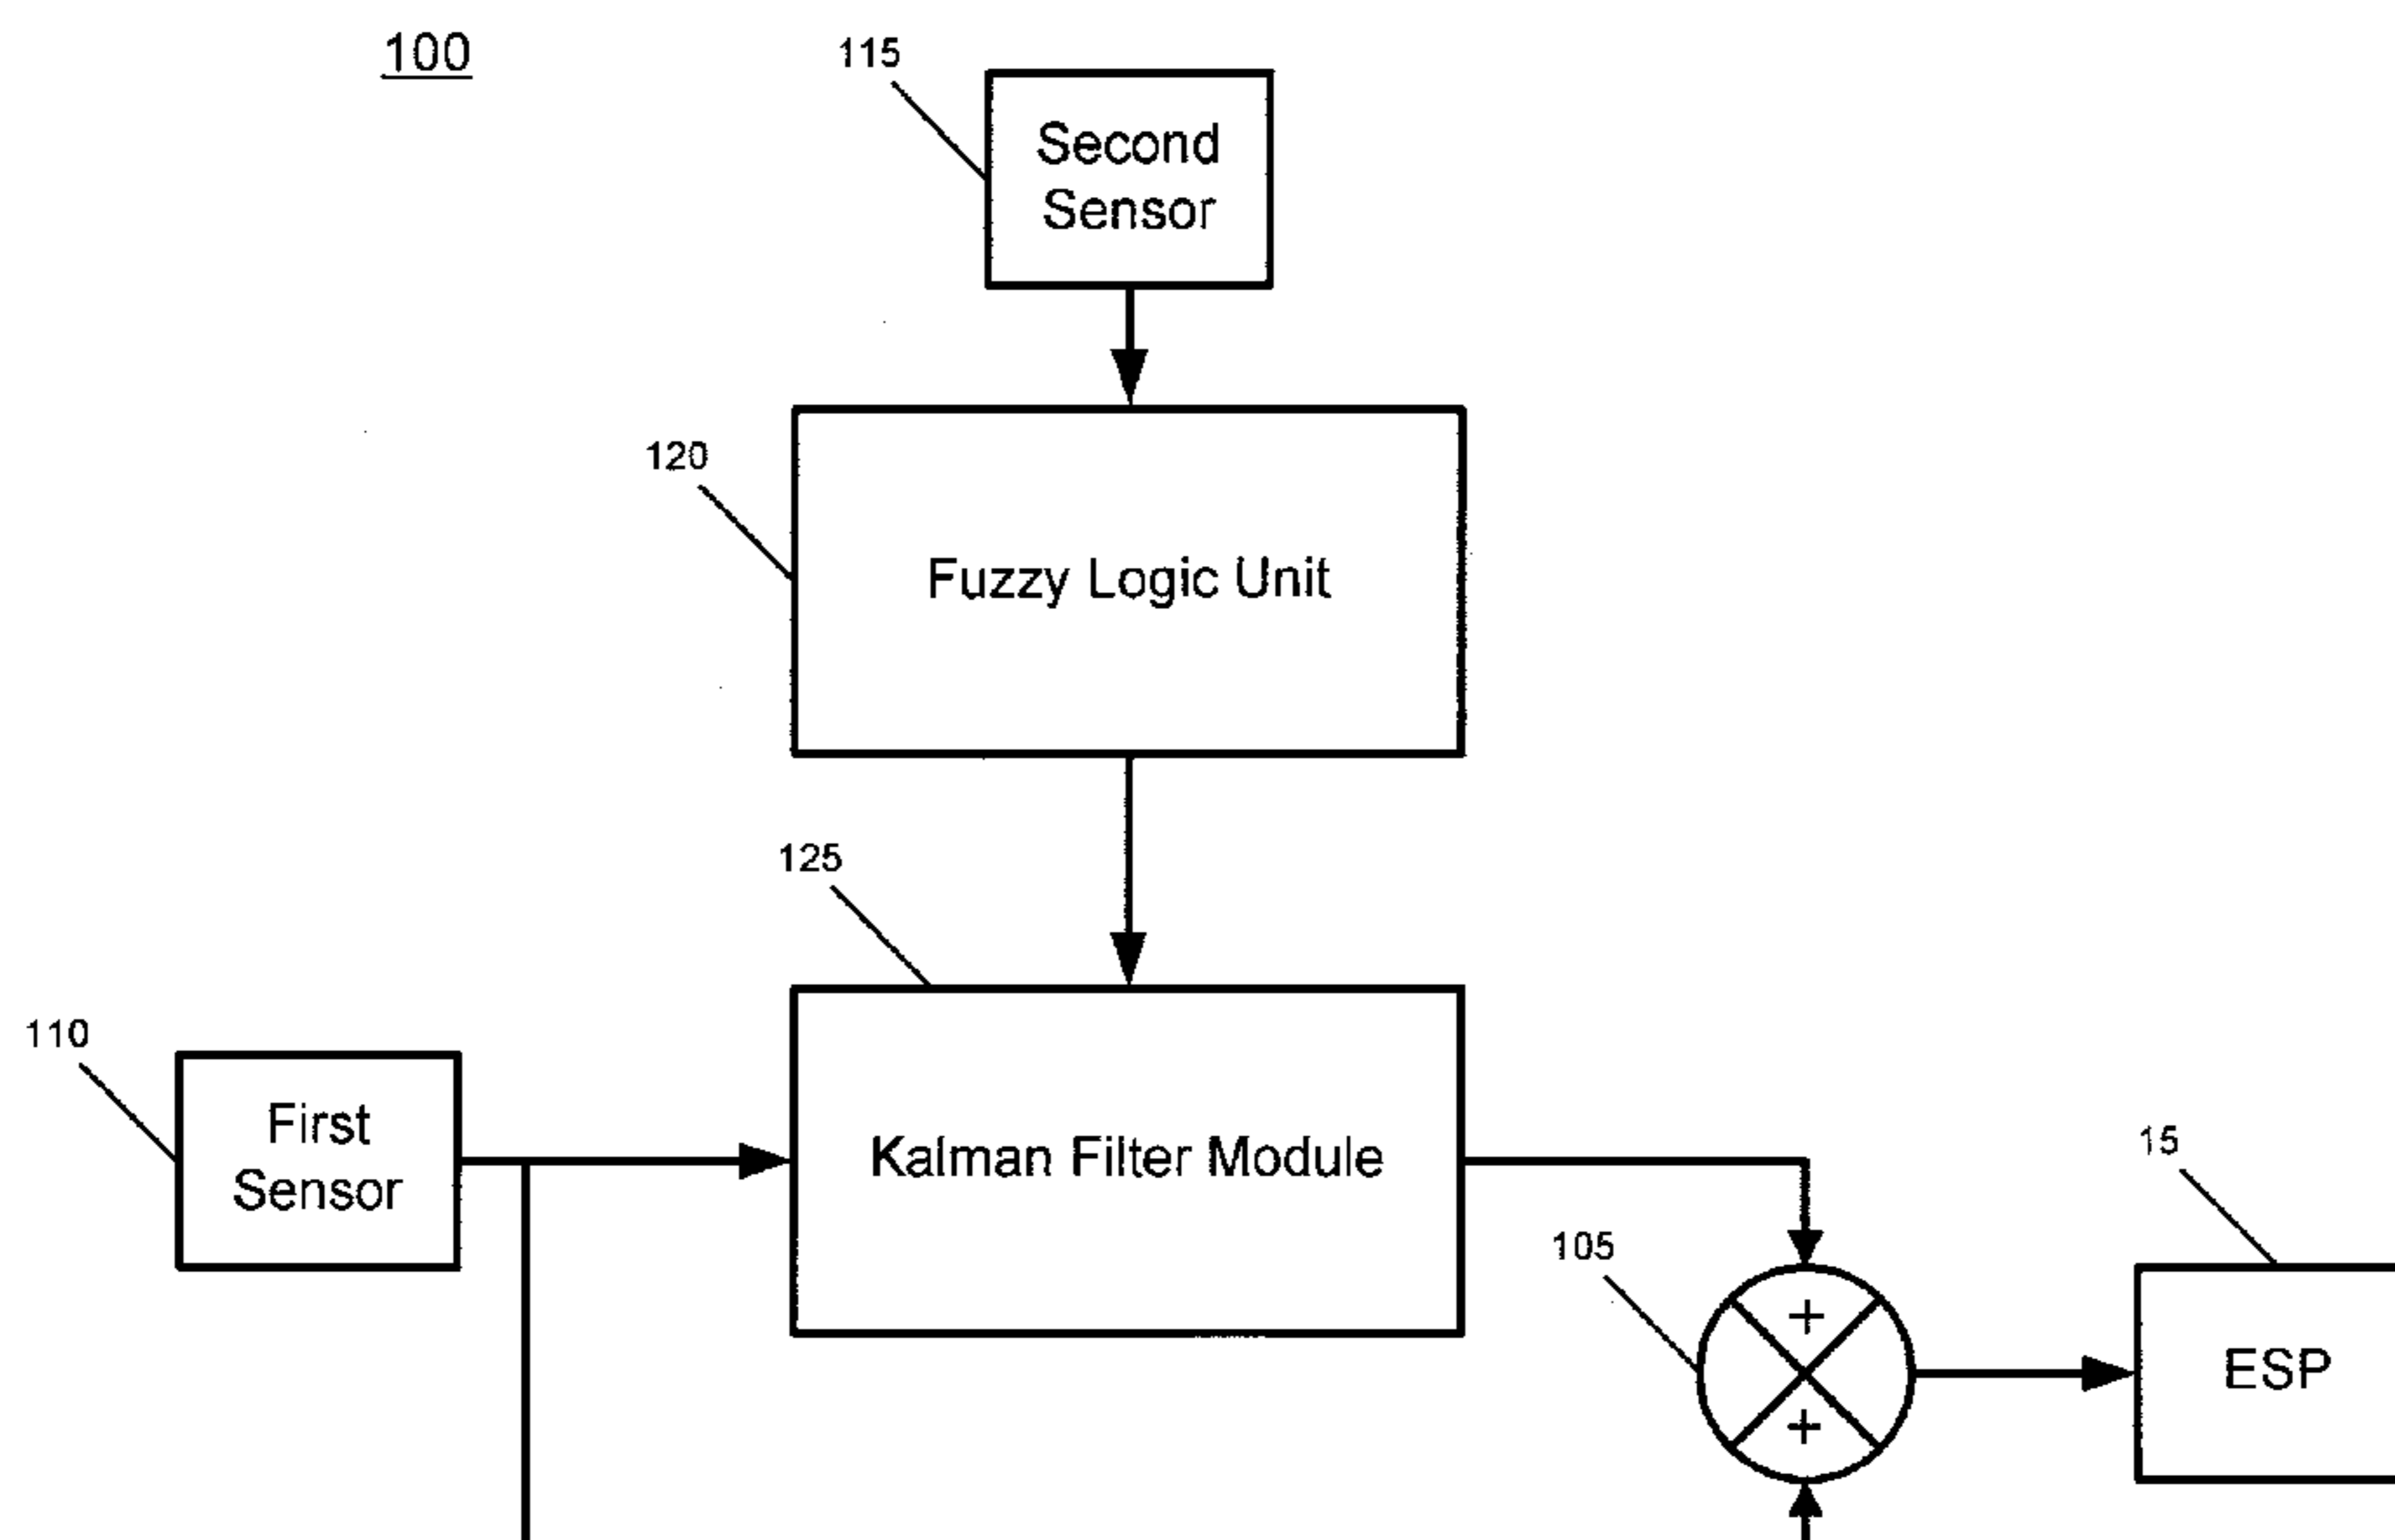 100
115
Second
Sensor
120
Fuzzy Logic Unit
125
110
First
Sensor
Kalman Filter Module
15
105
+
+
ESP